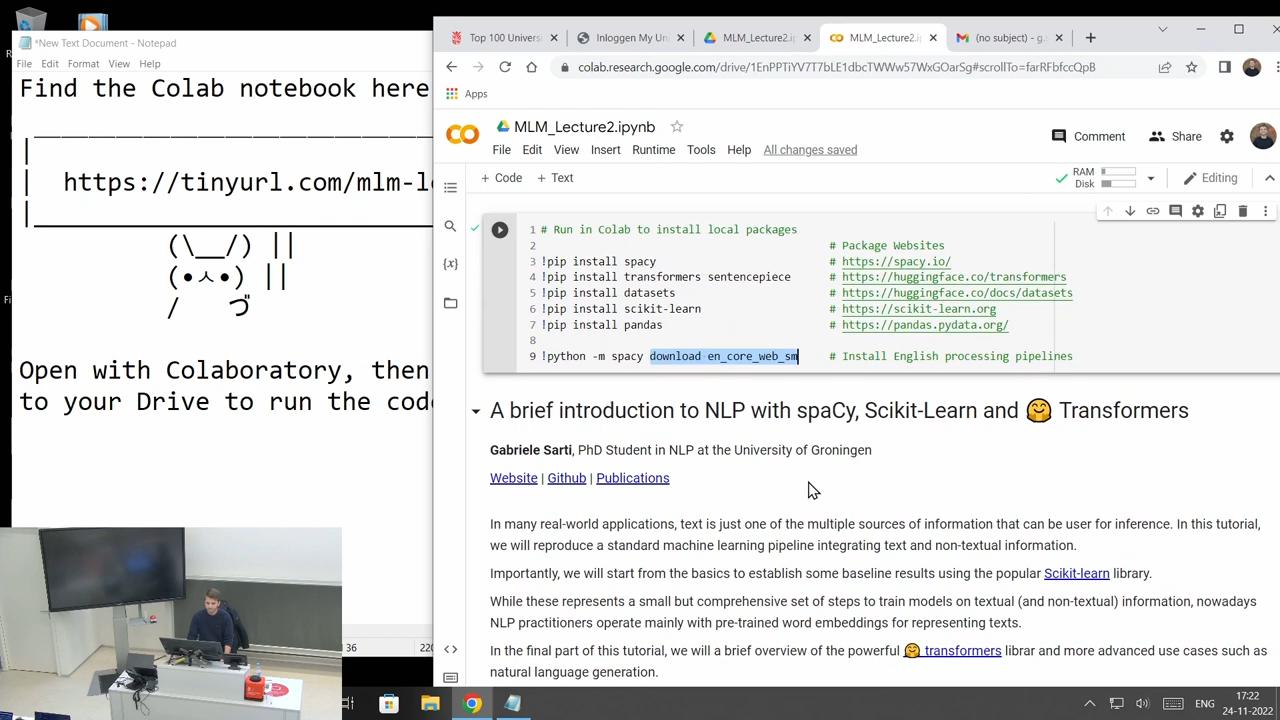 *New Text Document - Notepad
File Edit Format View Help
Find the Colab notebook here
https://tinyurl.com/mlm-l
(\__/) ||
(•ㅅ•) ||
/ づ
Open with Colaboratory, then
to your Drive to run the cod
36
Top 100 Univers
Inloggen My Un
MLM_Lecture2.i
MLM_Lecture2.i
(no subject) - g.s
colab.research.google.com/drive/1EnPPTiYV7T7bLE1dbcTWWw57WxGOarSg#scrollTo=farRFbfccQpB
Apps
MLM_Lecture2.ipynb
Comment Share
File Edit View Insert Runtime Tools Help All changes saved
+ Code + Text
RAM
Disk
Editing
1 # Run in Colab to install local packages
2 # Package Websites
3 !pip install spacy # https://spacy.io/
4 !pip install transformers sentencepiece # https://huggingface.co/transformers
5 !pip install datasets # https://huggingface.co/docs/datasets
6 !pip install scikit-learn # https://scikit-learn.org
7 !pip install pandas # https://pandas.pydata.org/
8
9 !python -m spacy download en_core_web_sm # Install English processing pipelines
A brief introduction to NLP with spaCy, Scikit-Learn and 🤗 Transformers
Gabriele Sarti, PhD Student in NLP at the University of Groningen
Website | Github | Publications
In many real-world applications, text is just one of the multiple sources of information that can be user for inference. In this tutorial,
we will reproduce a standard machine learning pipeline integrating text and non-textual information.
Importantly, we will start from the basics to establish some baseline results using the popular Scikit-learn library.
While these represents a small but comprehensive set of steps to train models on textual (and non-textual) information, nowadays
NLP practitioners operate mainly with pre-trained word embeddings for representing texts.
In the final part of this tutorial, we will a brief overview of the powerful 🤗 transformers librar and more advanced use cases such as
natural language generation.
ENG
17:22
24-11-2022